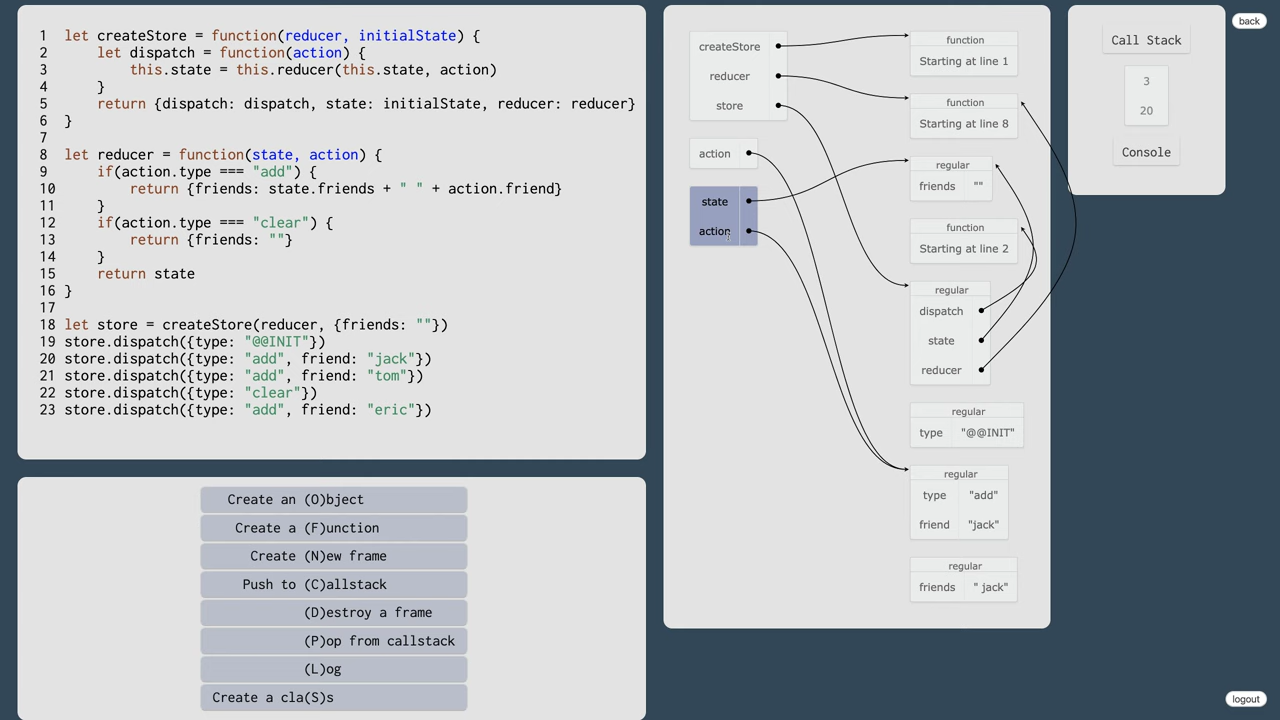 1 let createStore = function(reducer, initialState) {
2 let dispatch = function(action) {
3 this.state = this.reducer(this.state, action)
4 }
5 return {dispatch: dispatch, state: initialState, reducer: reducer}
6 }
7
8 let reducer = function(state, action) {
9 if(action.type === "add") {
10 return {friends: state.friends + " " + action.friend}
11 }
12 if(action.type === "clear") {
13 return {friends: ""}
14 }
15 return state
16 }
17
18 let store = createStore(reducer, {friends: ""})
19 store.dispatch({type: "@@INIT"})
20 store.dispatch({type: "add", friend: "jack"})
21 store.dispatch({type: "add", friend: "tom"})
22 store.dispatch({type: "clear"})
23 store.dispatch({type: "add", friend: "eric"})
Create an (O)bject
Create a (F)unction
Create (N)ew frame
Push to (C)allstack
(D)estroy a frame
(P)op from callstack
(L)og
Create a cla(S)s
createStore
reducer
store
action
state
action
function
Starting at line 1
function
Starting at line 8
regular
friends ""
function
Starting at line 2
regular
dispatch
state
reducer
regular
type "@@INIT"
regular
type "add"
friend "jack"
regular
friends " jack"
Call Stack
3
20
Console
back
logout